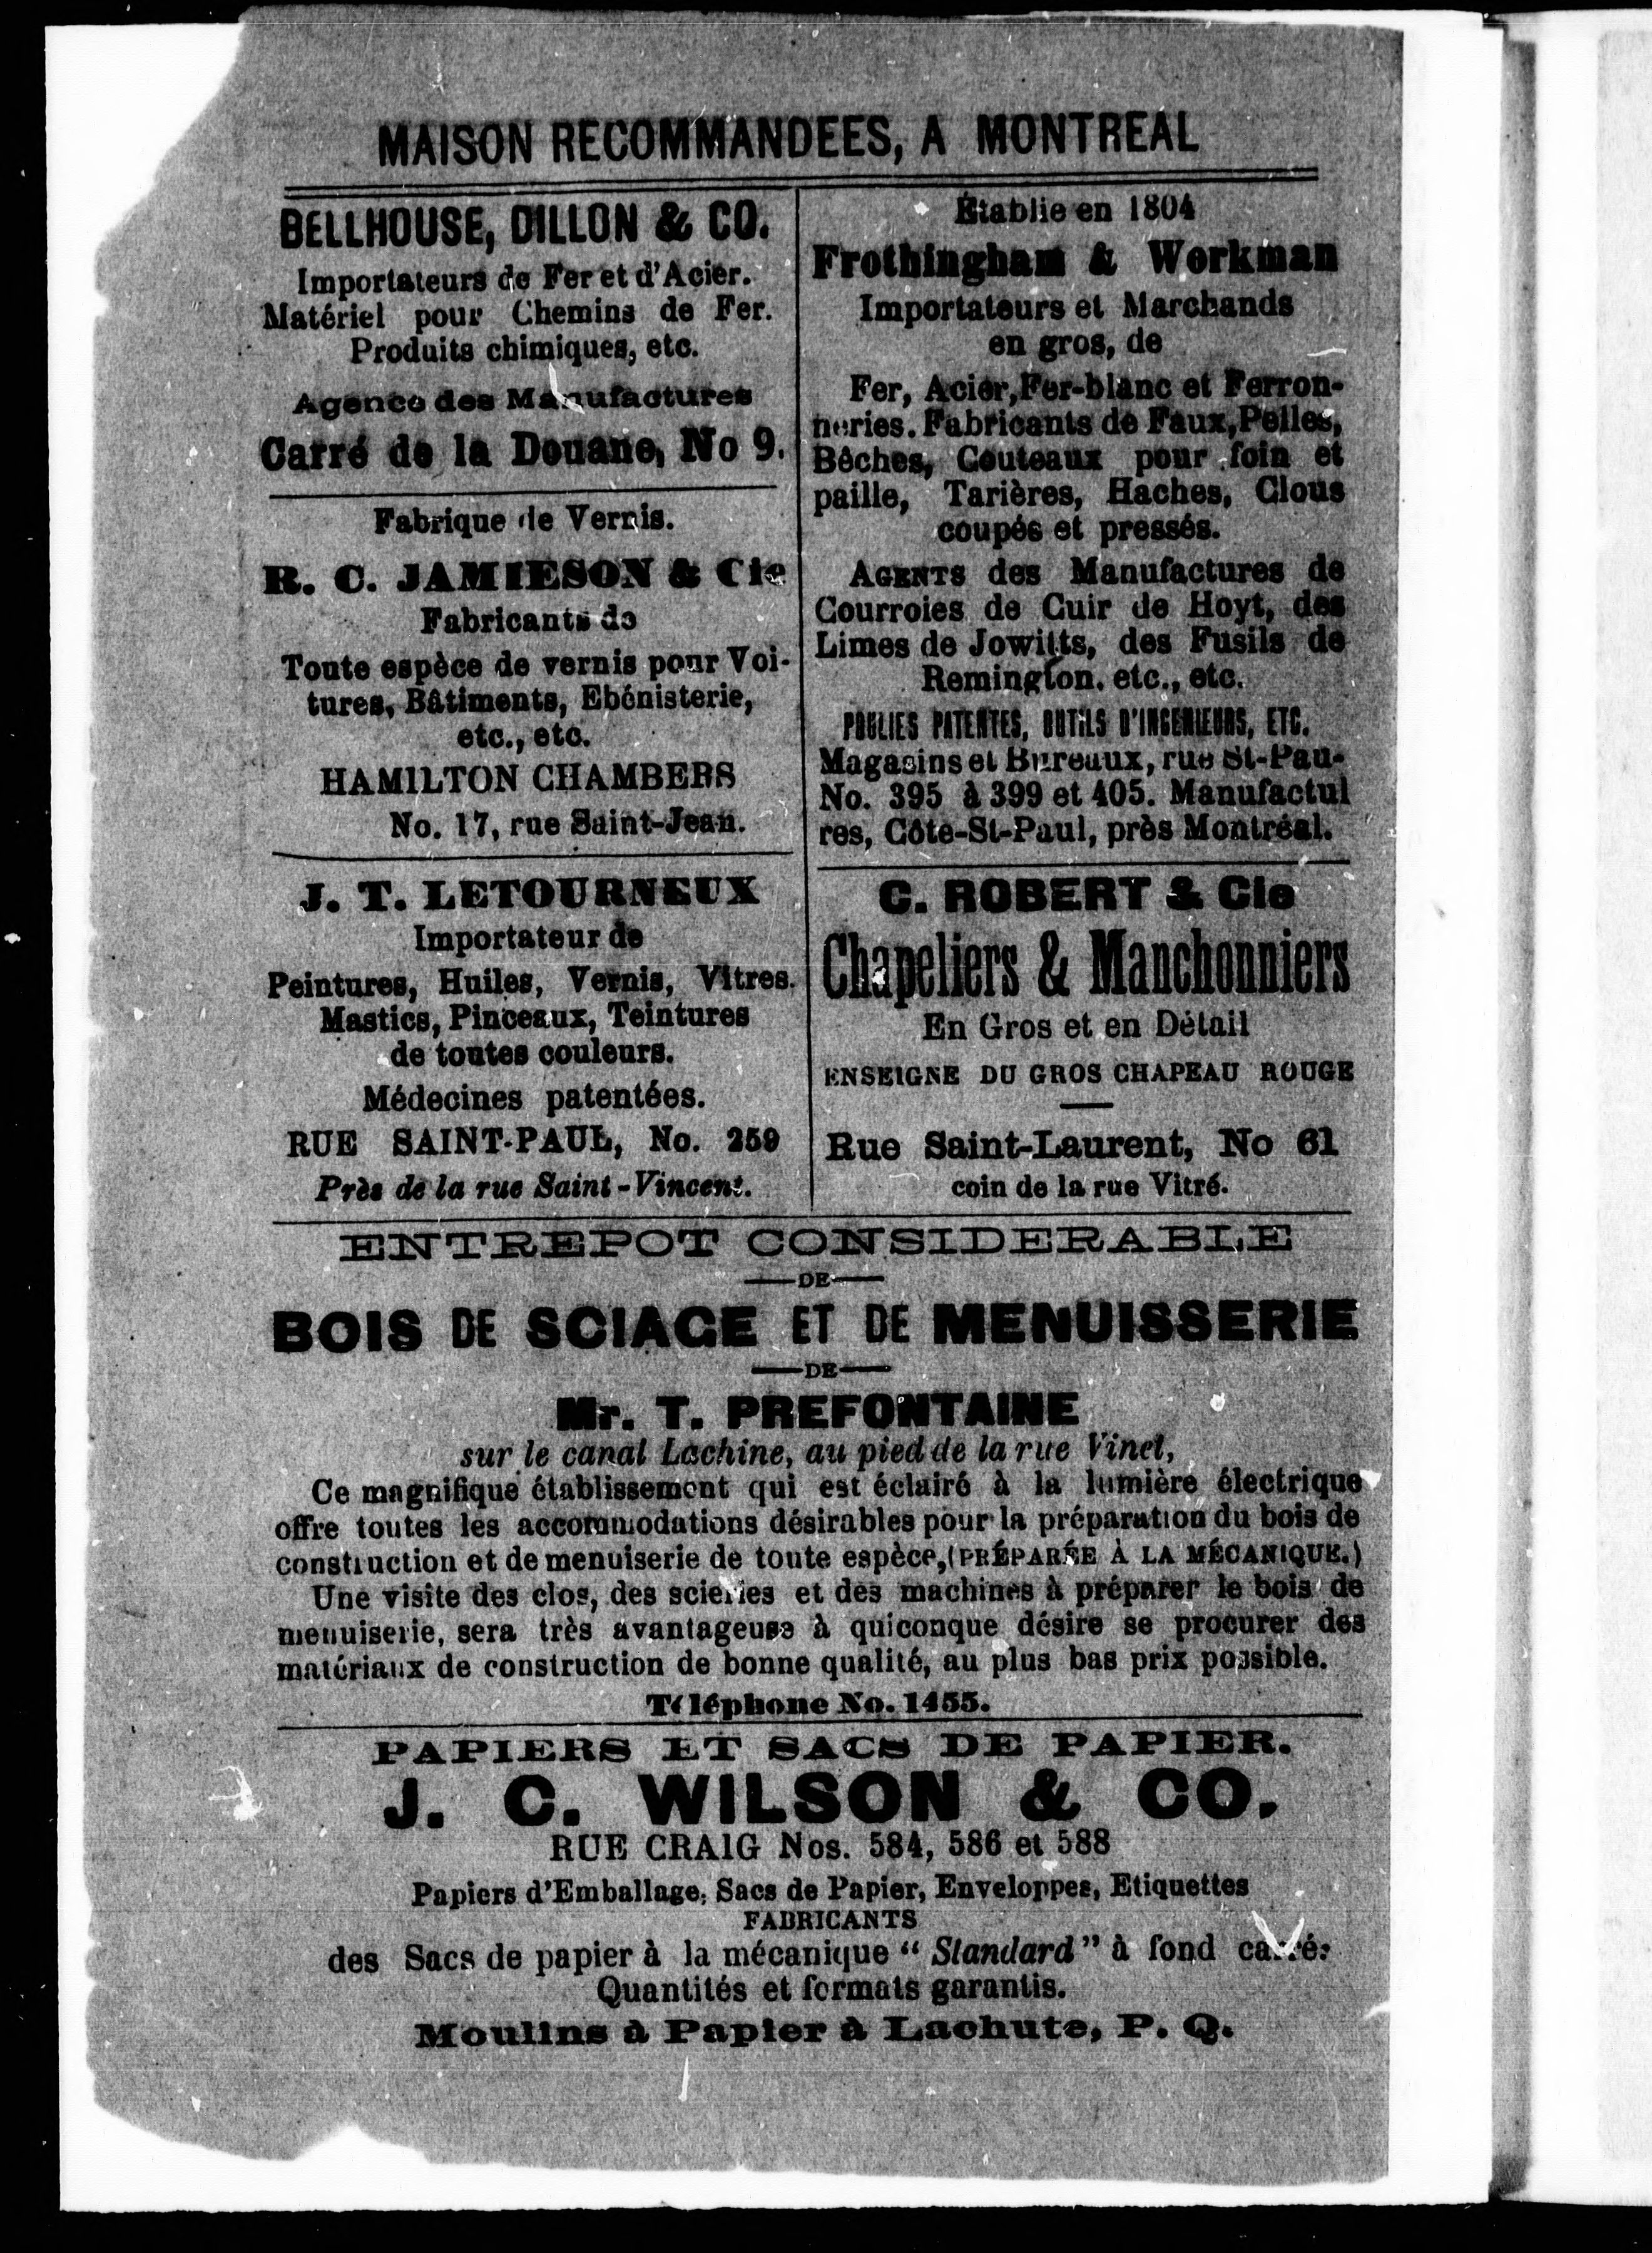 MAISON RECOMMANDEES, A MONTREAL
BELLHOUSE, DILLON & CO.
Importateurs de Fer et d'Acier.
Matériel pour Chemins de Fer.
Produits chimiques, etc.
Agence des Manufactures
Carré de la Douane, No 9.
Fabrique de Vernis.
R. C. JAMIESON & Cie
Fabricants de
Toute espèce de vernis pour Voi-
tures, Bâtiments, Ebénisterie,
etc., etc.
HAMILTON CHAMBERS
No. 17, rue Saint-Jean.
J. T. LETOURNEUX
Importateur de
Peintures, Huiles, Vernis, Vitres.
Mastics, Pinceaux, Teintures
de toutes couleurs.
Médecines patentées.
RUE SAINT-PAUL, No. 259
Près de la rue Saint-Vincent.
Établie en 1804
Frothingham & Workman
Importateurs et Marchands
en gros, de
Fer, Acier, Fer-blanc et Ferron-
neries. Fabricants de Faux, Pelles,
Bêches, Couteaux pour foin et
paille, Tarières, Haches, Clous
coupés et pressés.
AGENTS des Manufactures de
Courroies de Cuir de Hoyt, des
Limes de Jowitts, des Fusils de
Remington, etc., etc.
POULIES PATENTES, OUTILS D'INGENIEURS, ETC.
Magasins et Bureaux, rue St-Pau-
No. 395 à 399 et 405. Manufactul
res, Côte-St-Paul, près Montréal.
C. ROBERT & Cie
Chapeliers & Manchonniers
En Gros et en Détail
ENSEIGNE DU GROS CHAPEAU ROUGE
Rue Saint-Laurent, No 61
coin de la rue Vitré.
ENTREPOT CONSIDERABLE
—DE—
BOIS DE SCIAGE ET DE MENUISSERIE
—DE—
Mr. T. PREFONTAINE
sur le canal Lachine, au pied de la rue Vinet,
Ce magnifique établissement qui est éclairé à la lumière électrique
offre toutes les accommodations désirables pour la préparation du bois de
construction et de menuiserie de toute espèce, (PRÉPARÉE À LA MÉCANIQUE.)
Une visite des clos, des scieries et des machines à préparer le bois de
menuiserie, sera très avantageuse à quiconque désire se procurer des
matériaux de construction de bonne qualité, au plus bas prix possible.
Téléphone No. 1455.
PAPIERS ET SACS DE PAPIER.
J. C. WILSON & CO.
RUE CRAIG Nos. 584, 586 et 588
Papiers d'Emballage, Sacs de Papier, Enveloppes, Etiquettes
FABRICANTS
des Sacs de papier à la mécanique "Standard" à fond carré:
Quantités et formats garantis.
Moulins à Papier à Lachute, P. Q.